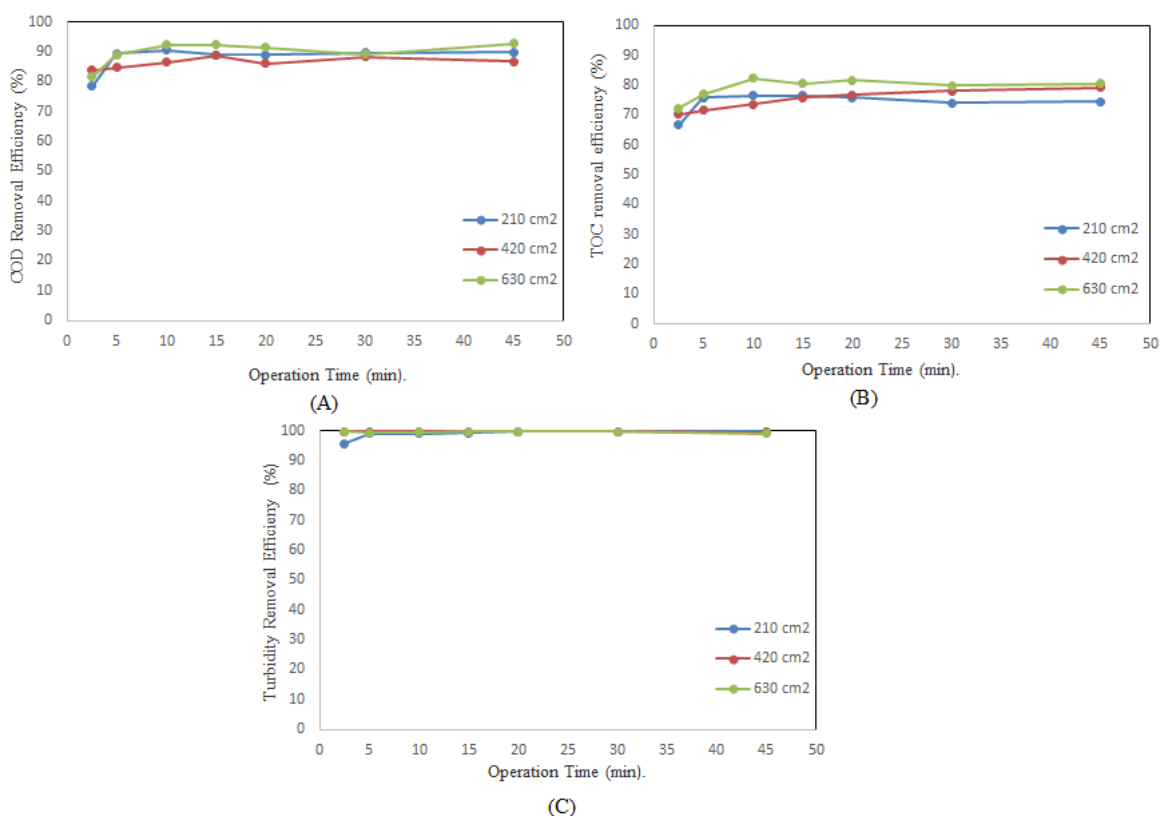 COD Removal Efficiency (%)
100
90
80
70
60
50
40
30
20
10
0
0 5 10 15 20 25 30 35 40 45 50
210 cm2
420 cm2
630 cm2
Operation Time (min).
(A)
TOC removal efficiency (%)
100
90
80
70
60
50
40
30
20
10
0
0 5 10 15 20 25 30 35 40 45 50
210 cm2
420 cm2
630 cm2
Operation Time (min).
(B)
Turbidity Removal Efficieny (%)
100
90
80
70
60
50
40
30
20
10
0
0 5 10 15 20 25 30 35 40 45 50
210 cm2
420 cm2
630 cm2
Operation Time (min).
(C)